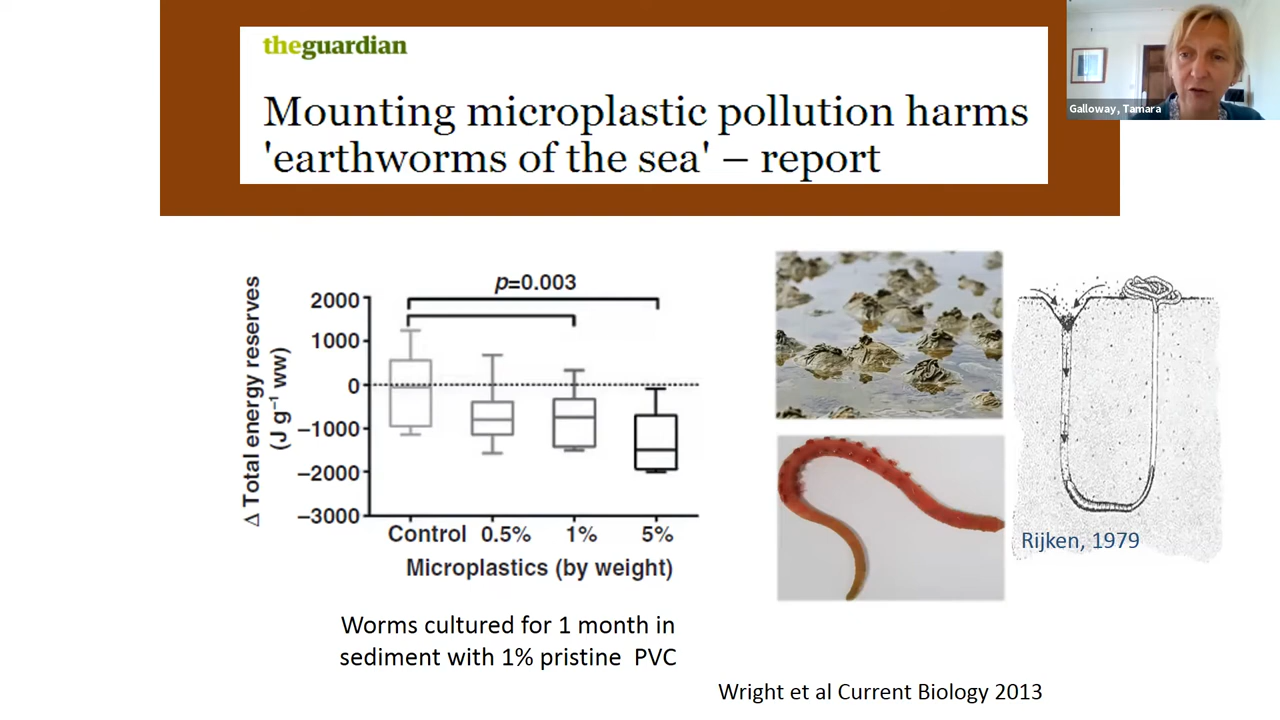 theguardian
Mounting microplastic pollution harms
'earthworms of the sea' – report
Galloway, Tamara
p=0.003
Δ Total energy reserves
(J g⁻¹ ww)
2000
1000
0
−1000
−2000
−3000
Control 0.5% 1% 5%
Microplastics (by weight)
Worms cultured for 1 month in
sediment with 1% pristine PVC
Rijken, 1979
Wright et al Current Biology 2013